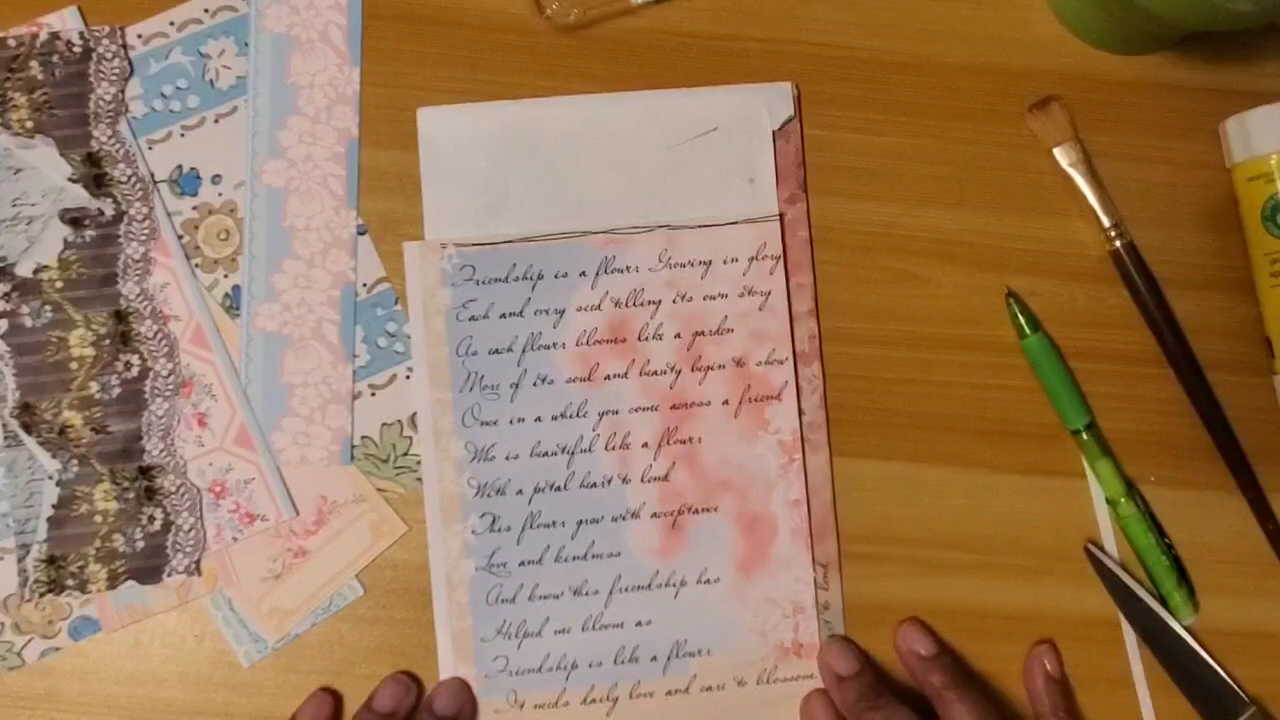 Friendship is a flower Growing in glory
Each and every seed telling its own story
As each flower blooms like a garden
More of its soul and beauty begin to show
Once in a while you come across a friend
Who is beautiful like a flower
With a petal heart to lend
This flower grow with acceptance
Love and kindness
And know this friendship has
Helped me bloom as
Friendship is like a flower
It needs daily love and care to blossom.
to lend